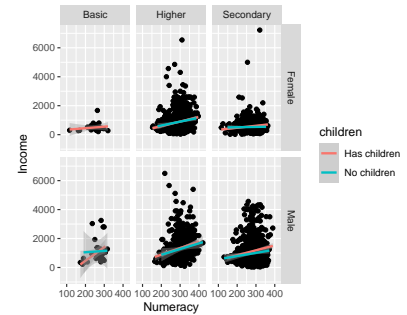 Basic Higher Secondary
6000
4000
2000
0
Female
6000
4000
2000
0
Male
Income
100 200 300 400 100 200 300 400 100 200 300 400
Numeracy
children
Has children
No children